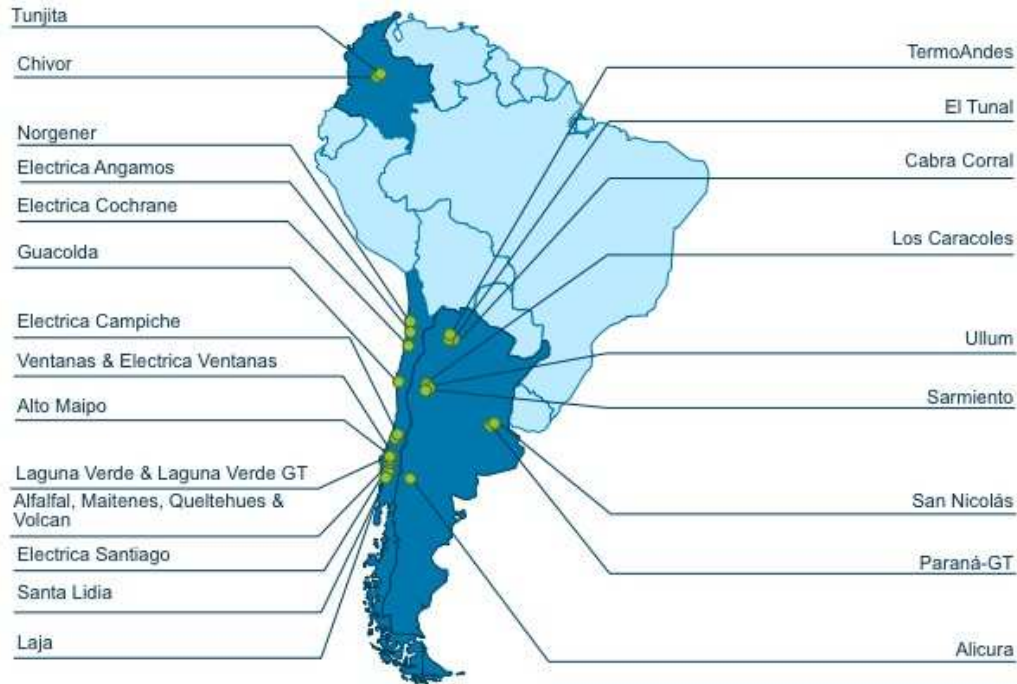 Tunjita
Chivor
Norgener
Electrica Angamos
Electrica Cochrane
Guacolda
Electrica Campiche
Ventanas & Electrica Ventanas
Alto Maipo
Laguna Verde & Laguna Verde GT
Alfalfal, Maitenes, Queltehues &
Volcan
Electrica Santiago
Santa Lidia
Laja
TermoAndes
El Tunal
Cabra Corral
Los Caracoles
Ullum
Sarmiento
San Nicolás
Paraná-GT
Alicura